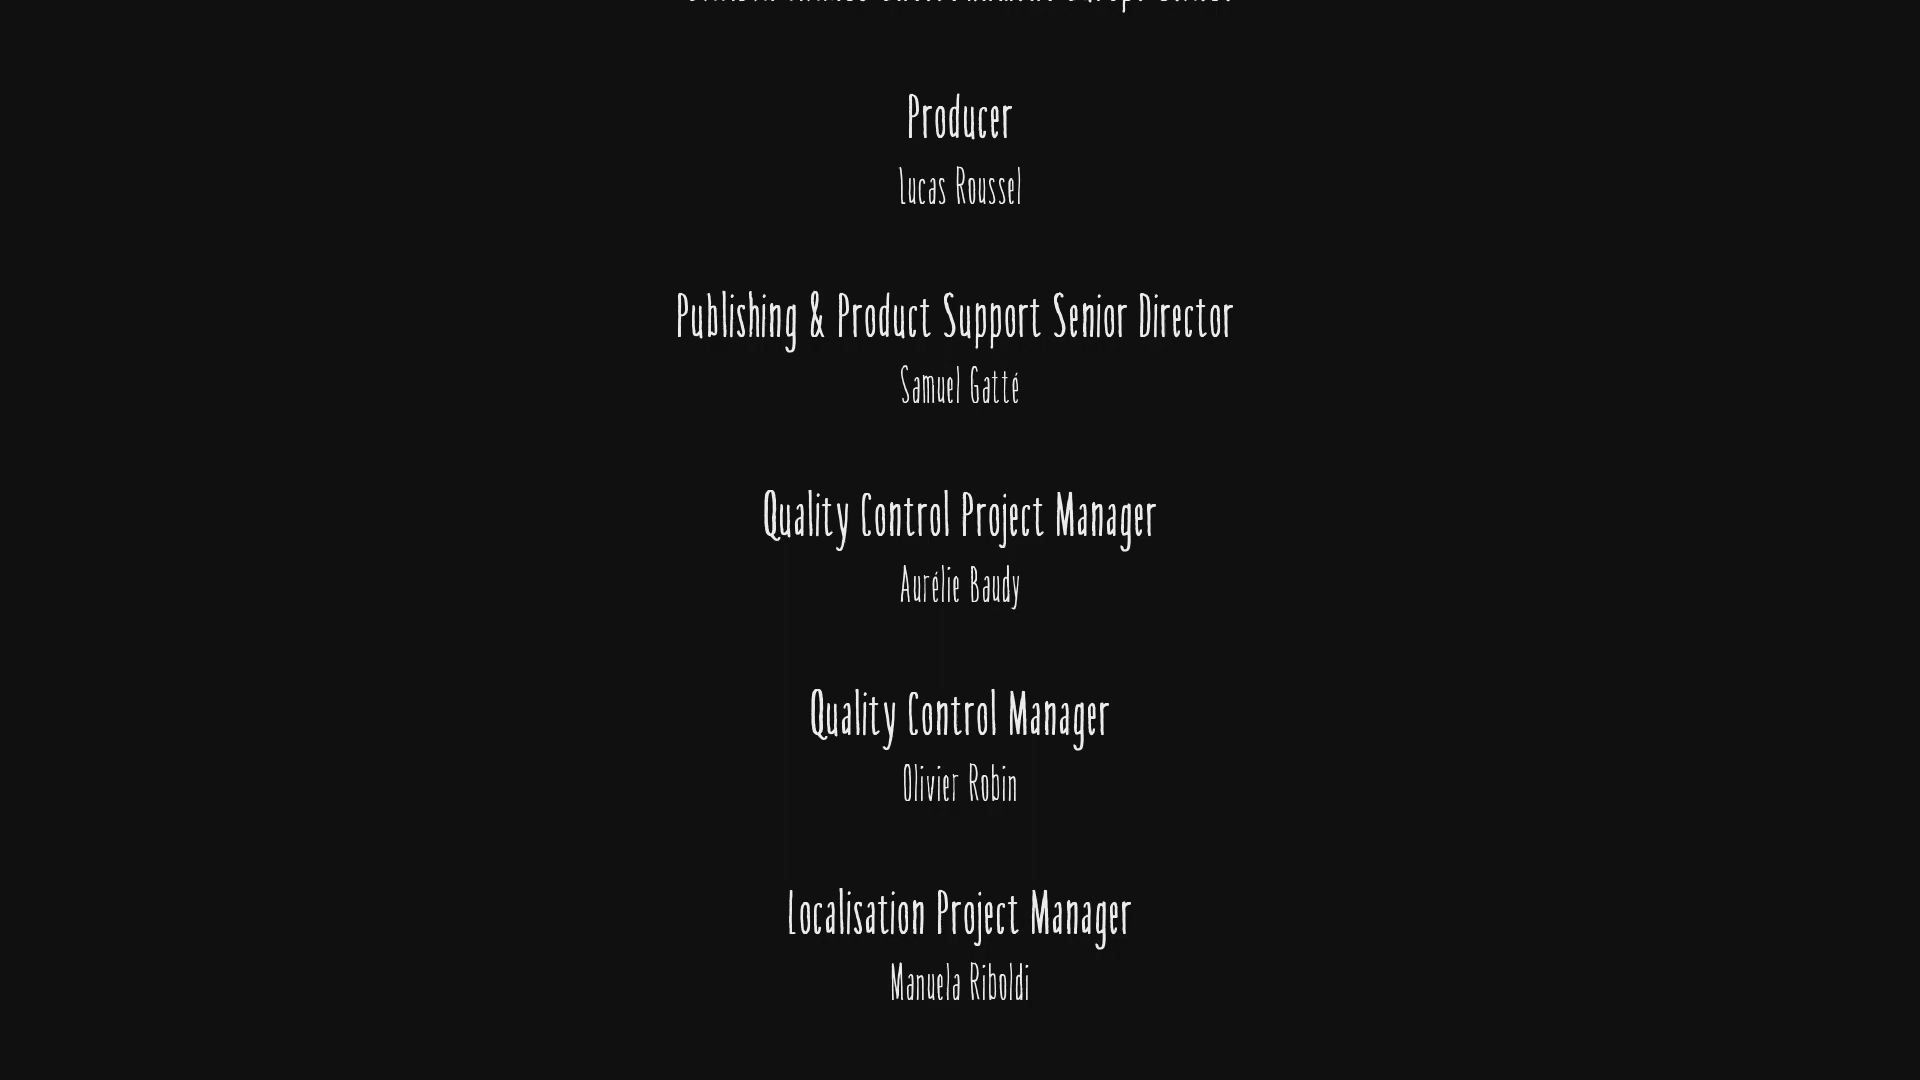 Producer
Lucas Roussel
Publishing & Product Support Senior Director
Samuel Gatté
Quality Control Project Manager
Aurélie Baudy
Quality Control Manager
Olivier Robin
Localisation Project Manager
Manuela Riboldi